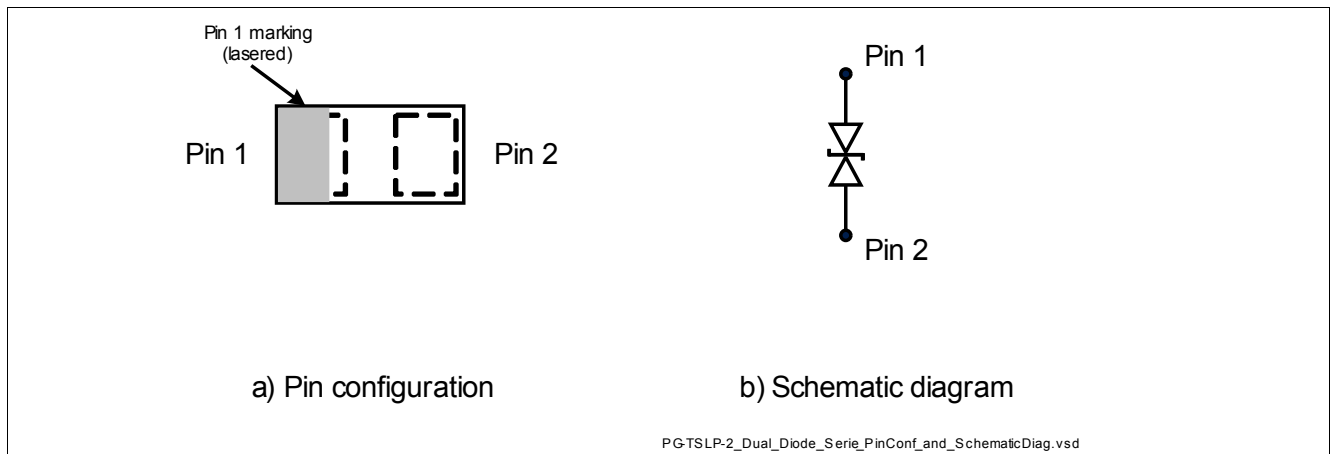 Pin 1 marking
(lasered)
Pin 1
Pin 2
Pin 1
Pin 2
a) Pin configuration
b) Schematic diagram
PG-TSLP-2_Dual_Diode_Serie_PinConf_and_SchematicDiag.vsd